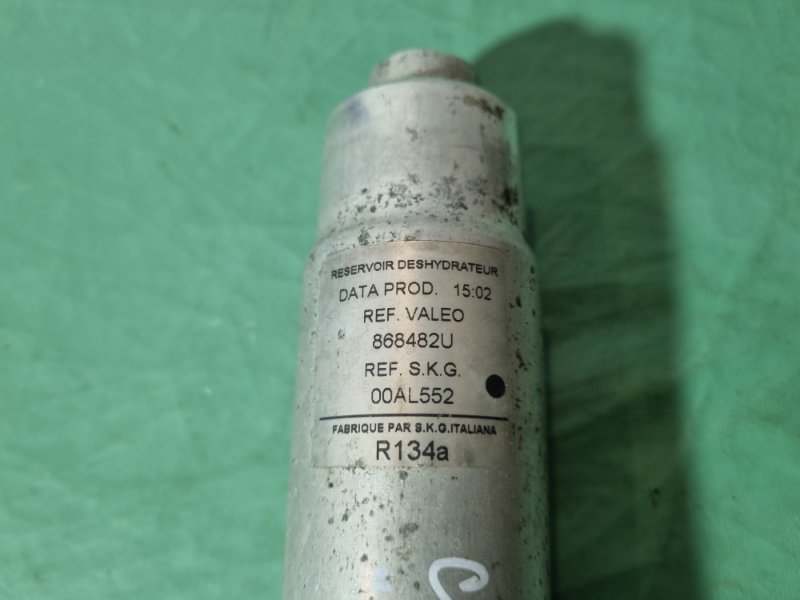 RESERVOIR DESHYDRATEUR
DATA PROD. 15:02
REF. VALEO
868482U
REF. S.K.G.
00AL552
FABRIQUE PAR S.K.G.ITALIANA
R134a